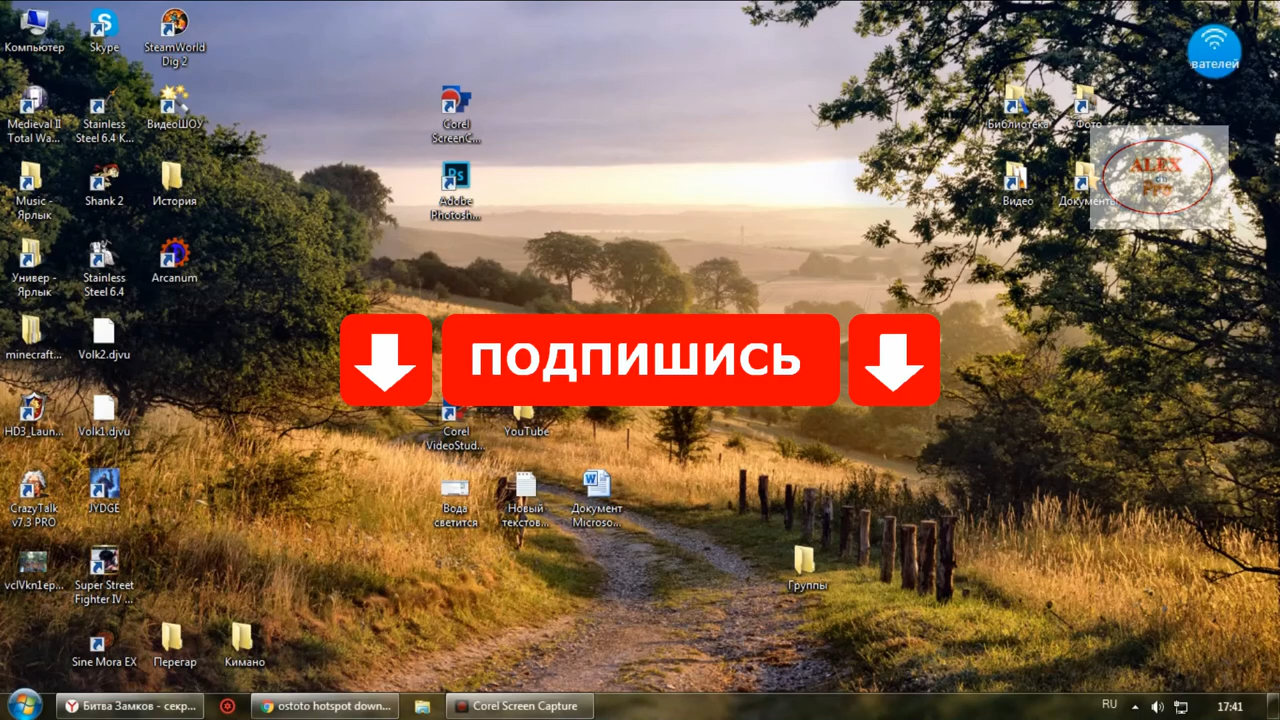 Компьютер
Skype
SteamWorld
Dig 2
вателей
Medieval II
Total Wa...
Stainless
Steel 6.4 K...
ВидеоШОУ
Corel
ScreenC...
Библиотека
Фото
Music -
Ярлык
Shank 2
История
Ps
Adobe
Photosh...
Видео
Документы
ALEX
Универ -
Ярлык
Stainless
Steel 6.4
Arcanum
minecraft...
Volk2.djvu
ПОДПИШИСЬ
HD3_Laun...
Volk1.djvu
Corel
VideoStud...
YouTube
CrazyTalk
v7.3 PRO
JYDGE
Вода
светится
Новый
текстов...
W
Документ
Microso...
vclVkn1ep...
Super Street
Fighter IV ...
Группы
Sine Mora EX
Перегар
Кимано
Битва Замков - секр...
ostoto hotspot down...
Corel Screen Capture
RU
17:41